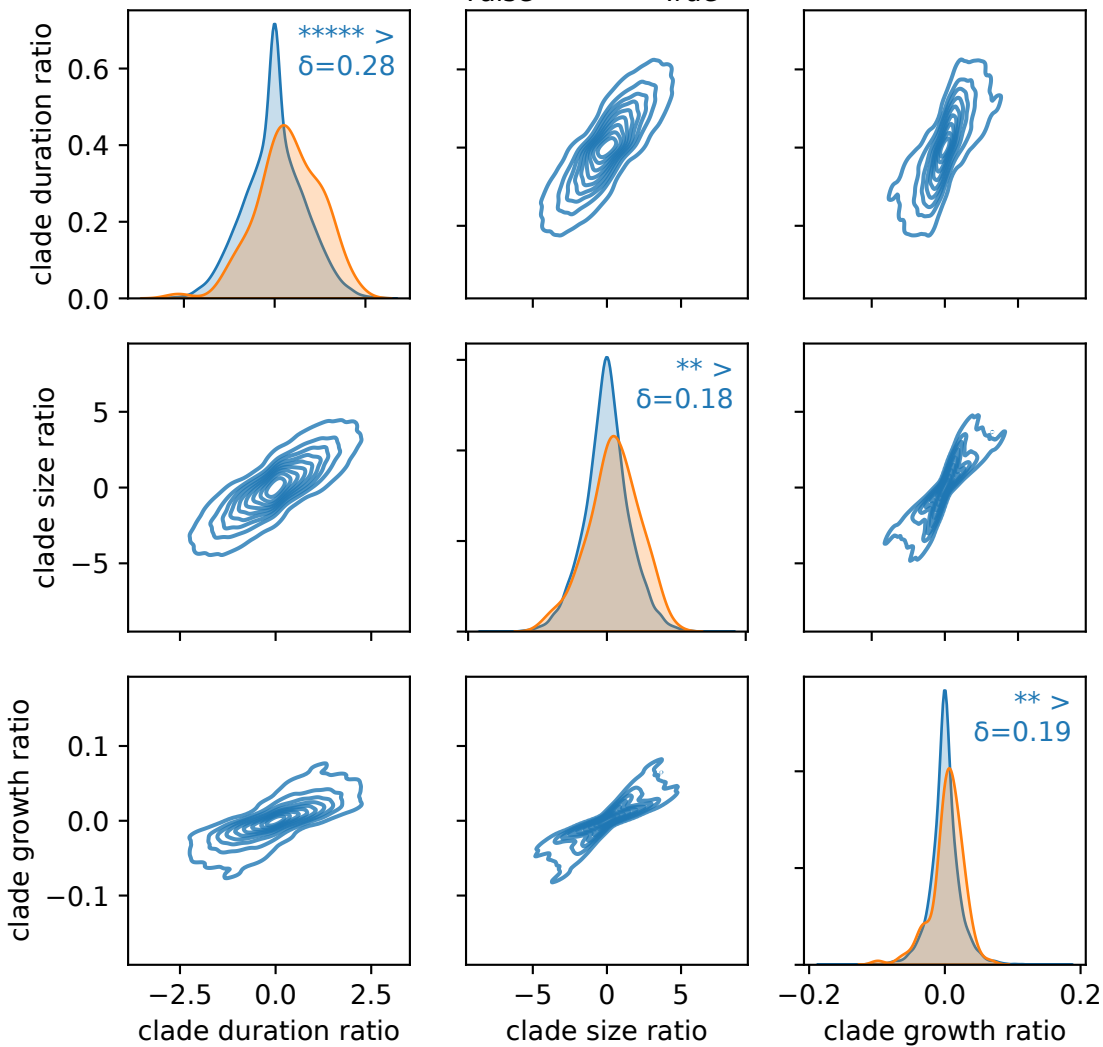 clade duration ratio
0.6
0.4
0.2
0.0
***** >
δ=0.28
clade size ratio
5
0
−5
** >
δ=0.18
clade growth ratio
0.1
0.0
−0.1
** >
δ=0.19
−2.5 0.0 2.5
−5 0 5
−0.2 0.0 0.2
clade duration ratio
clade size ratio
clade growth ratio